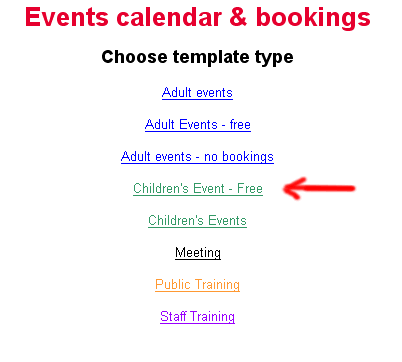 Events calendar & bookings
Choose template type
Adult events
Adult Events - free
Adult events - no bookings
Children's Event - Free
Children's Events
Meeting
Public Training
Staff Training